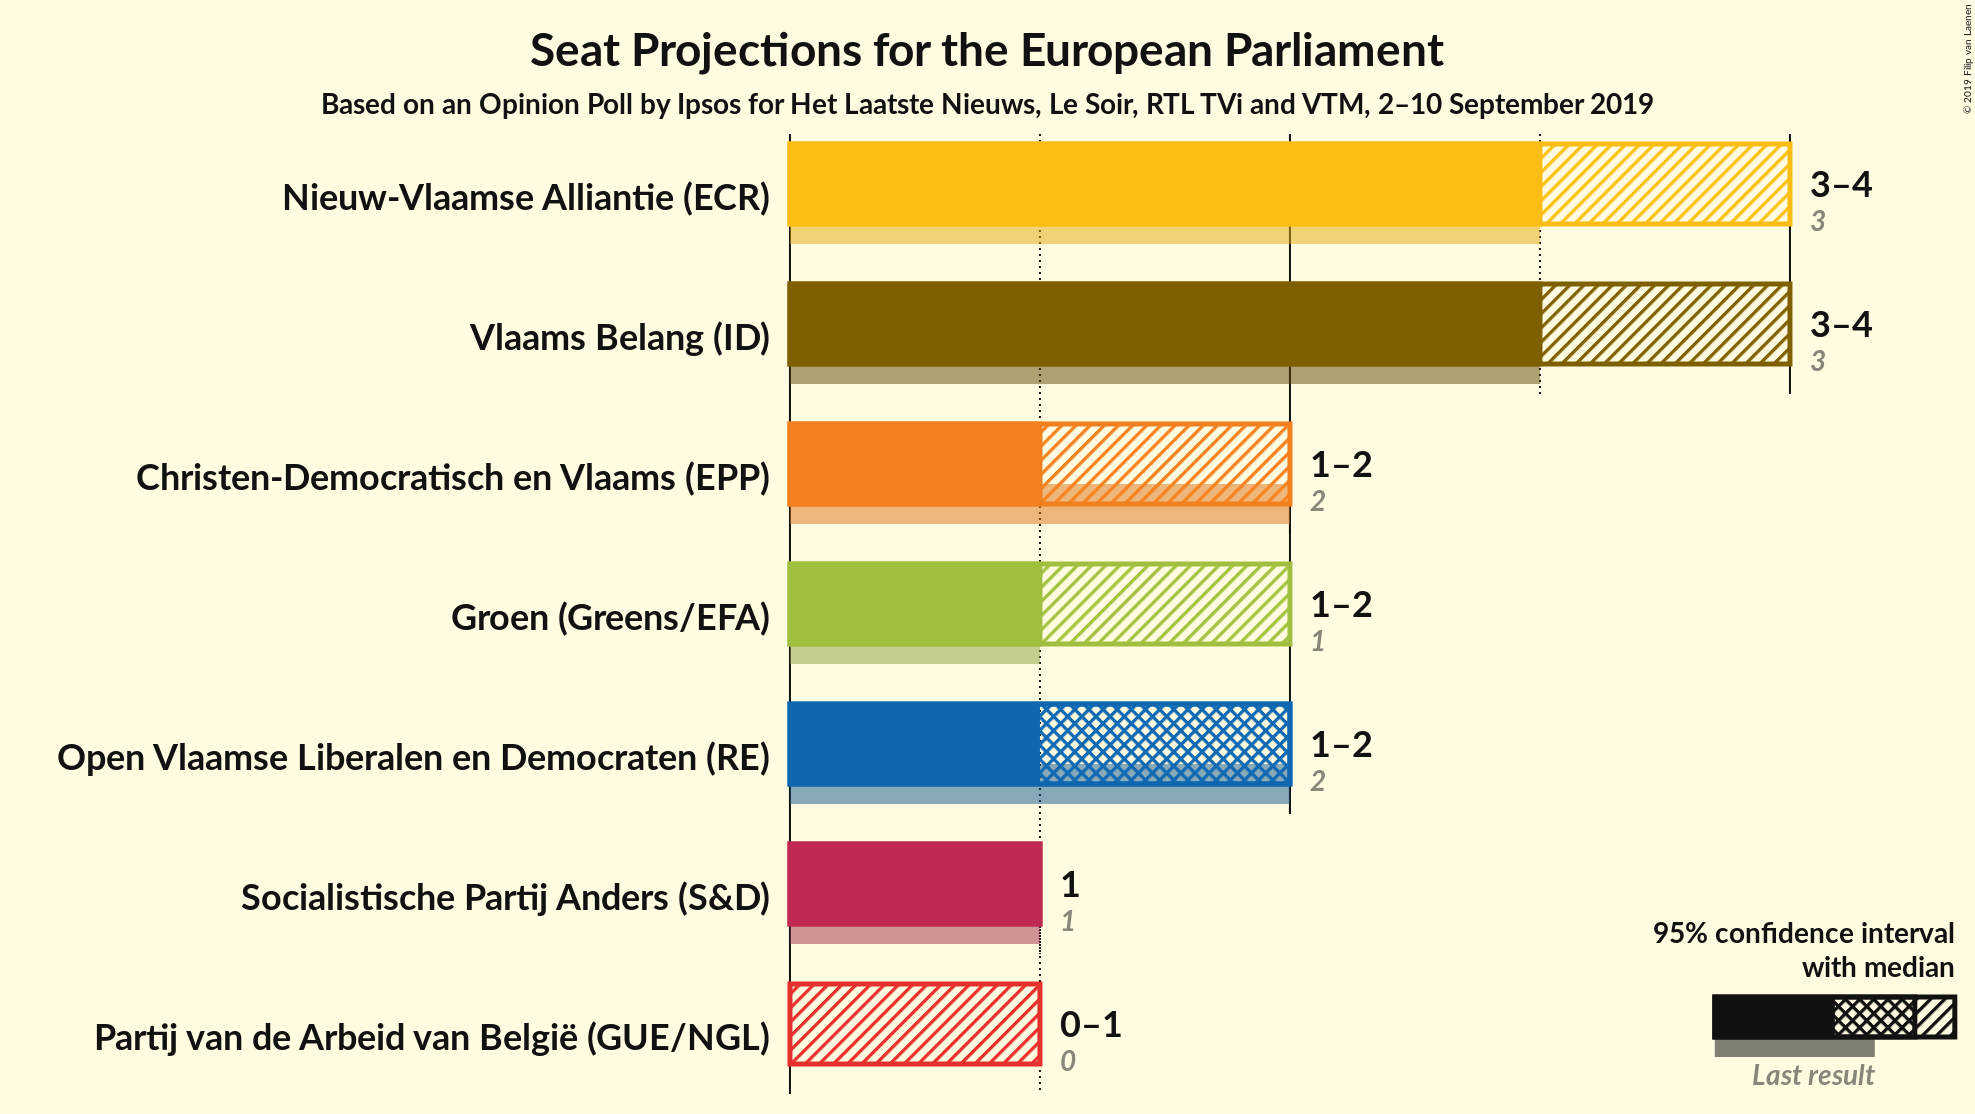 Seat Projections for the European Parliament
Based on an Opinion Poll by Ipsos for Het Laatste Nieuws, Le Soir, RTL TVi and VTM, 2–10 September 2019
© 2019 Filip van Laenen
Nieuw-Vlaamse Alliantie (ECR)
3–4
3
Vlaams Belang (ID)
3–4
3
Christen-Democratisch en Vlaams (EPP)
1–2
2
Groen (Greens/EFA)
1–2
1
Open Vlaamse Liberalen en Democraten (RE)
1–2
2
Socialistische Partij Anders (S&D)
1
1
Partij van de Arbeid van België (GUE/NGL)
0–1
0
95% confidence interval
with median
Last result